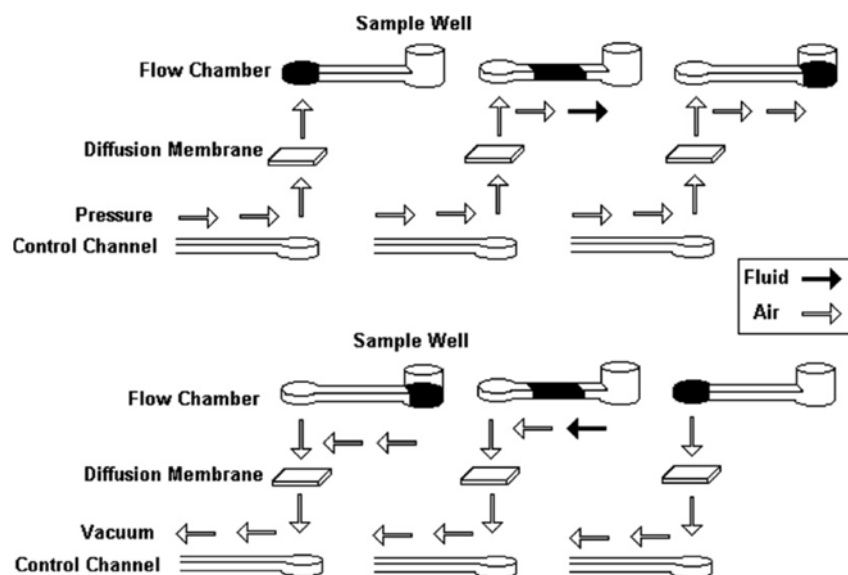 Sample Well
Flow Chamber
Diffusion Membrane
Pressure
Control Channel
Fluid
Air
Sample Well
Flow Chamber
Diffusion Membrane
Vacuum
Control Channel